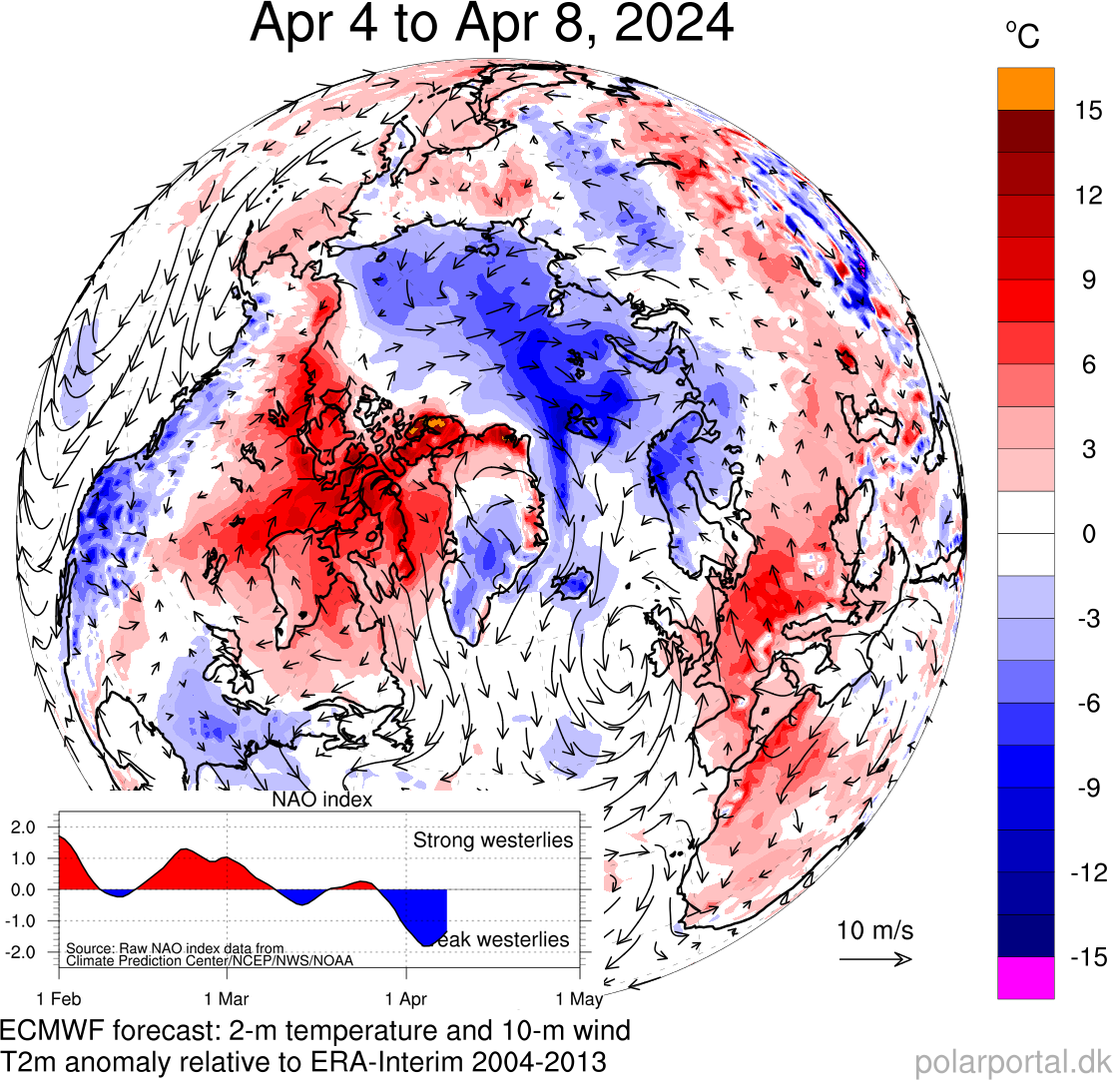 Apr 4 to Apr 8, 2024
°C
15
12
9
6
3
0
-3
-6
-9
-12
-15
10 m/s
NAO index
2.0
1.0
0.0
-1.0
-2.0
Strong westerlies
eak westerlies
Source: Raw NAO index data from
Climate Prediction Center/NCEP/NWS/NOAA
1 Feb 1 Mar 1 Apr 1 May
ECMWF forecast: 2-m temperature and 10-m wind
T2m anomaly relative to ERA-Interim 2004-2013
polarportal.dk